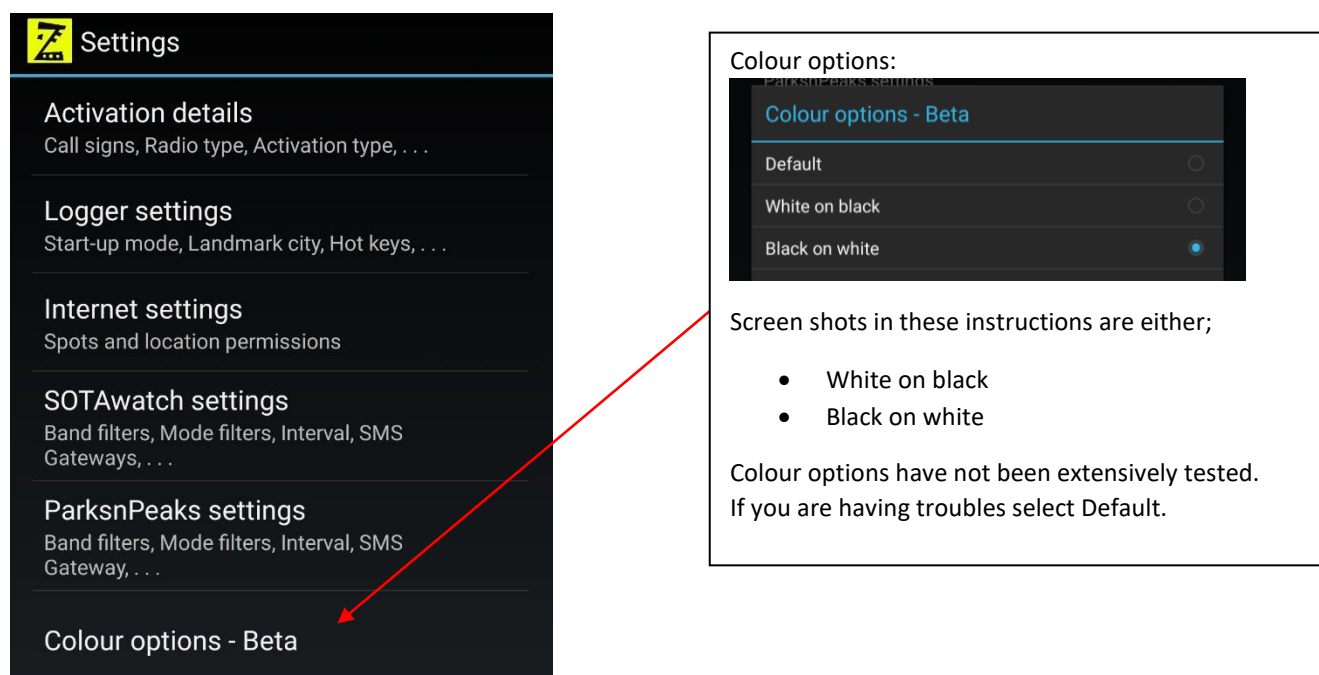 Settings
Activation details
Call signs, Radio type, Activation type, . . .
Logger settings
Start-up mode, Landmark city, Hot keys, . . .
Internet settings
Spots and location permissions
SOTAwatch settings
Band filters, Mode filters, Interval, SMS
Gateways, . . .
ParksnPeaks settings
Band filters, Mode filters, Interval, SMS
Gateway, . . .
Colour options - Beta
Colour options:
ParksnPeaks settings
Colour options - Beta
Default
White on black
Black on white
Screen shots in these instructions are either;
• White on black
• Black on white
Colour options have not been extensively tested.
If you are having troubles select Default.